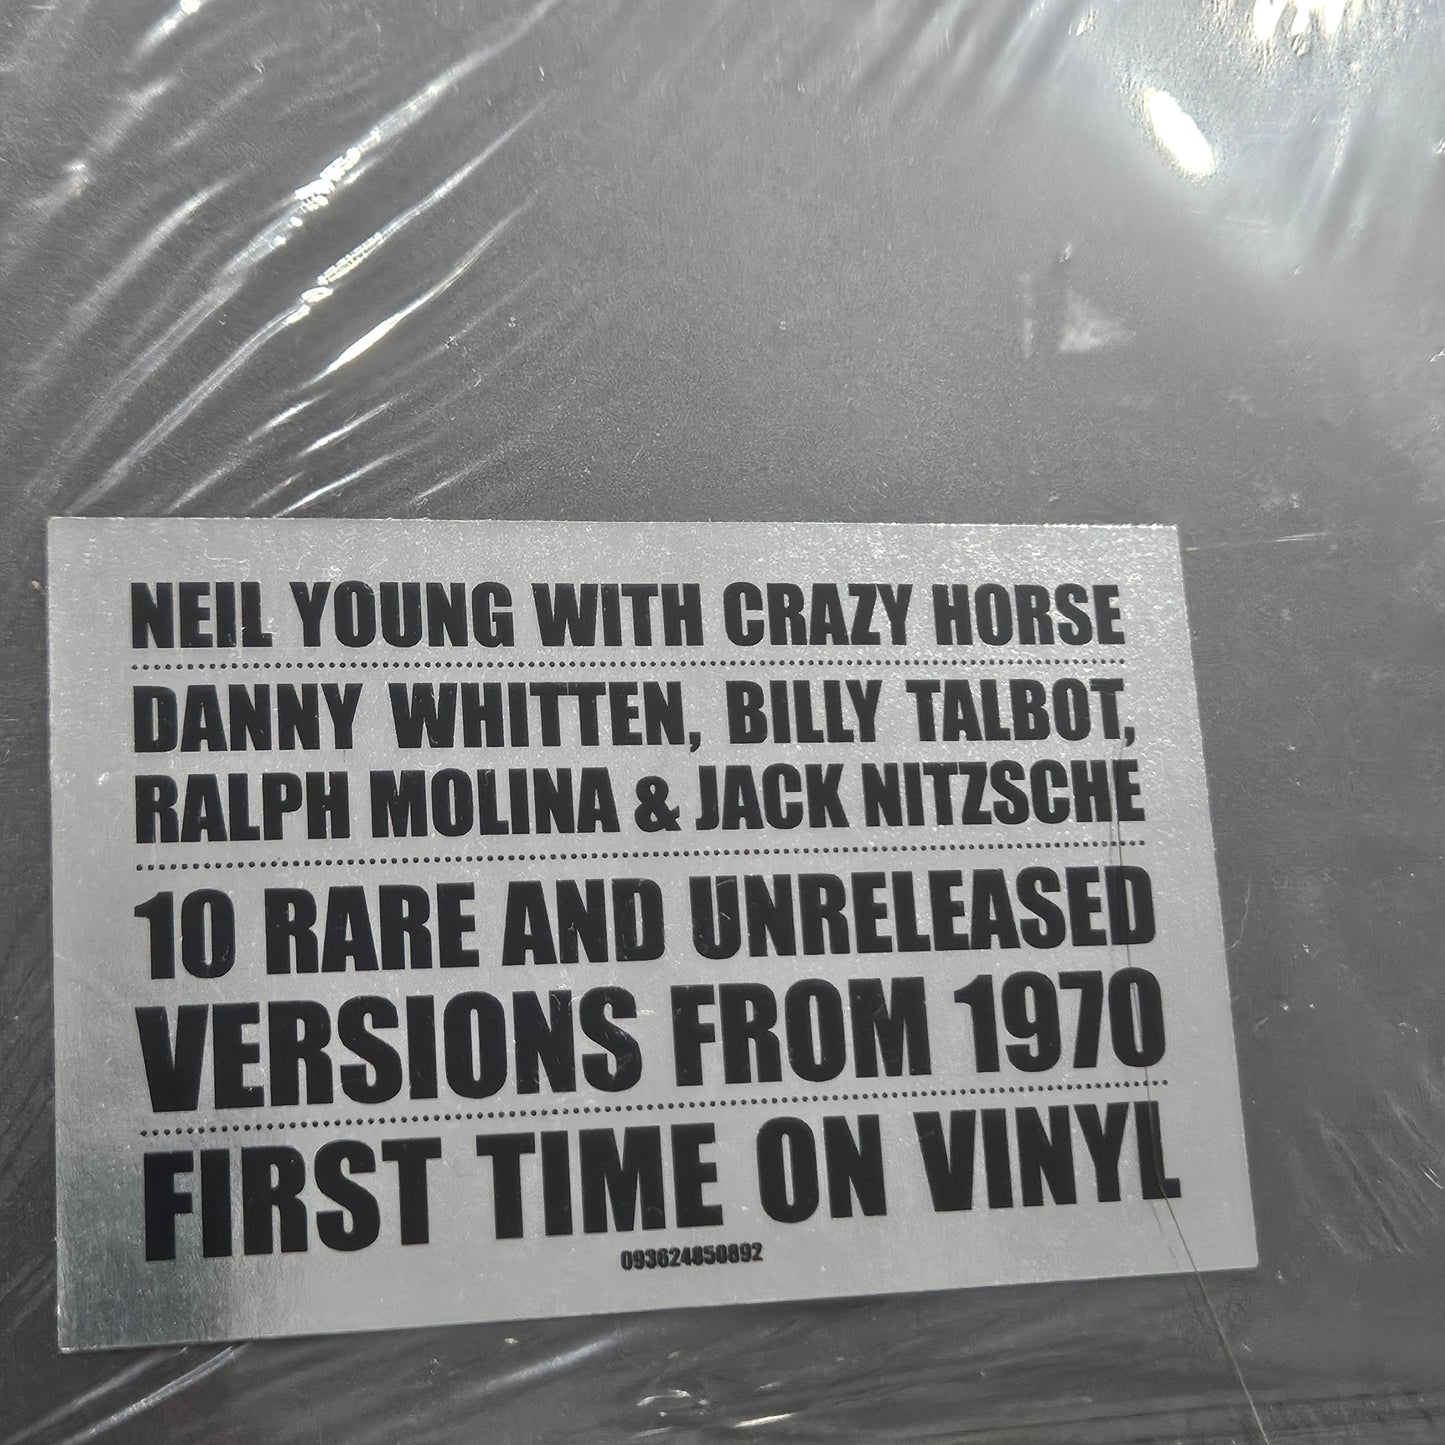 NEIL YOUNG WITH CRAZY HORSE
DANNY WHITTEN, BILLY TALBOT,
RALPH MOLINA & JACK NITZSCHE
10 RARE AND UNRELEASED
VERSIONS FROM 1970
FIRST TIME ON VINYL
093624850892